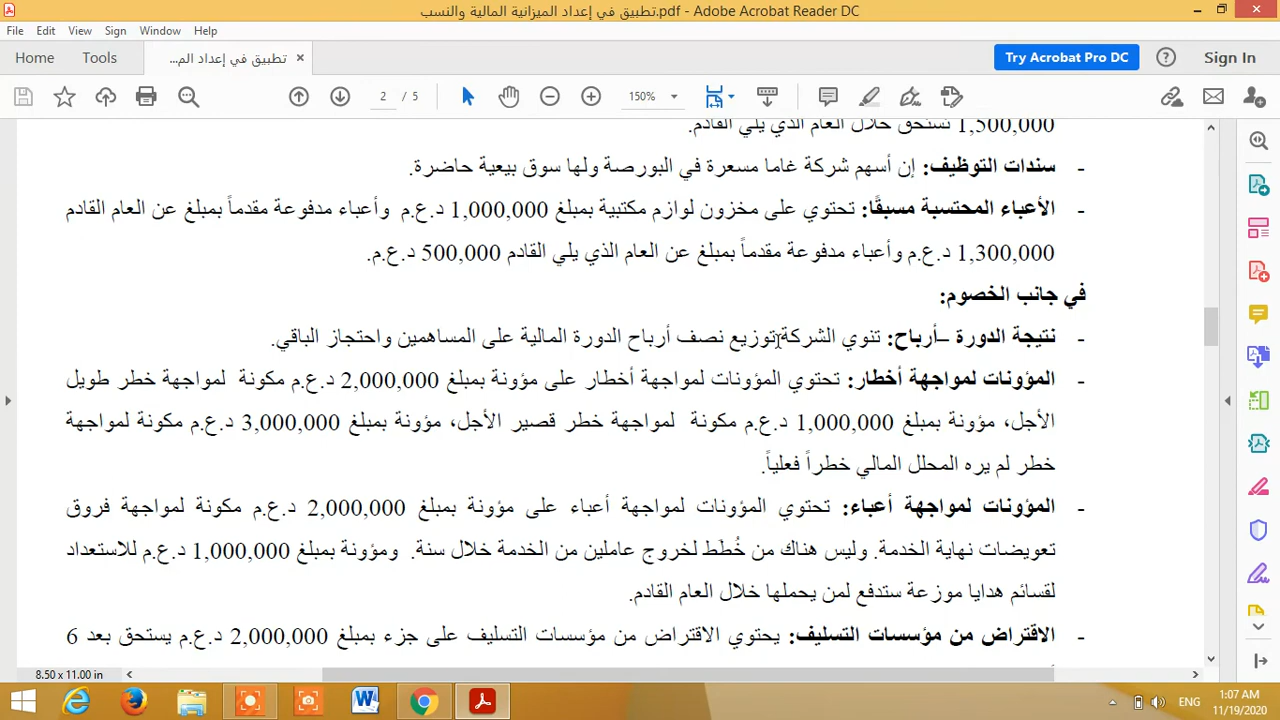 تطبيق في إعداد الميزانية المالية والنسب.pdf - Adobe Acrobat Reader DC
File Edit View Sign Window Help
Home Tools تطبيق في إعداد الم... × Try Acrobat Pro DC Sign In
2 / 5 150%
1,500,000 تستحق خلال العام الذي يلي القادم.
- سندات التوظيف: إن أسهم شركة غاما مسعرة في البورصة ولها سوق بيعية حاضرة.
- الأعباء المحتسبة مسبقًا: تحتوي على مخزون لوازم مكتبية بمبلغ 1,000,000 د.ع.م وأعباء مدفوعة مقدماً بمبلغ عن العام القادم
1,300,000 د.ع.م وأعباء مدفوعة مقدماً بمبلغ عن العام الذي يلي القادم 500,000 د.ع.م.
في جانب الخصوم:
- نتيجة الدورة –أرباح: تنوي الشركة توزيع نصف أرباح الدورة المالية على المساهمين واحتجاز الباقي.
- المؤونات لمواجهة أخطار: تحتوي المؤونات لمواجهة أخطار على مؤونة بمبلغ 2,000,000 د.ع.م مكونة لمواجهة خطر طويل
الأجل، مؤونة بمبلغ 1,000,000 د.ع.م مكونة لمواجهة خطر قصير الأجل، مؤونة بمبلغ 3,000,000 د.ع.م مكونة لمواجهة
خطر لم يره المحلل المالي خطراً فعلياً.
- المؤونات لمواجهة أعباء: تحتوي المؤونات لمواجهة أعباء على مؤونة بمبلغ 2,000,000 د.ع.م مكونة لمواجهة فروق
تعويضات نهاية الخدمة. وليس هناك من خُطَط لخروج عاملين من الخدمة خلال سنة. ومؤونة بمبلغ 1,000,000 د.ع.م للاستعداد
لقسائم هدايا موزعة ستدفع لمن يحملها خلال العام القادم.
- الاقتراض من مؤسسات التسليف: يحتوي الاقتراض من مؤسسات التسليف على جزء بمبلغ 2,000,000 د.ع.م يستحق بعد 6
8.50 x 11.00 in
ENG 1:07 AM
11/19/2020